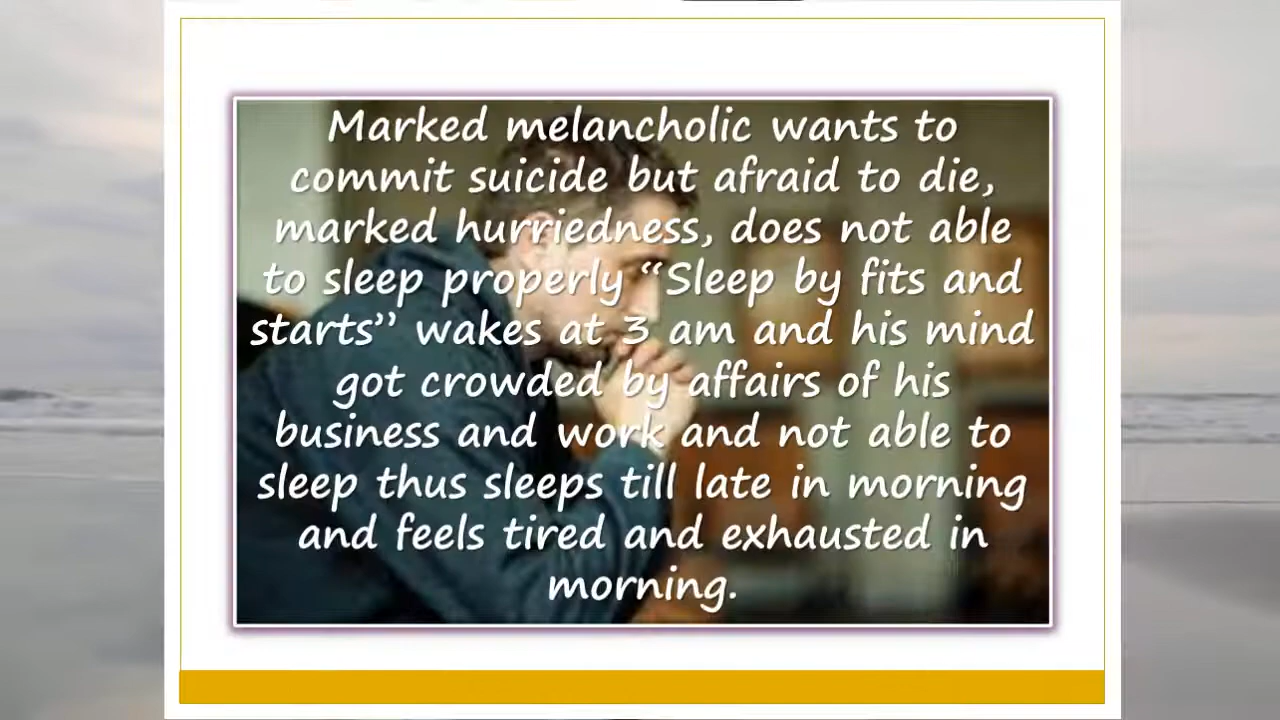 Marked melancholic wants to
commit suicide but afraid to die,
marked hurriedness, does not able
to sleep properly “Sleep by fits and
starts” wakes at 3 am and his mind
got crowded by affairs of his
business and work and not able to
sleep thus sleeps till late in morning
and feels tired and exhausted in
morning.